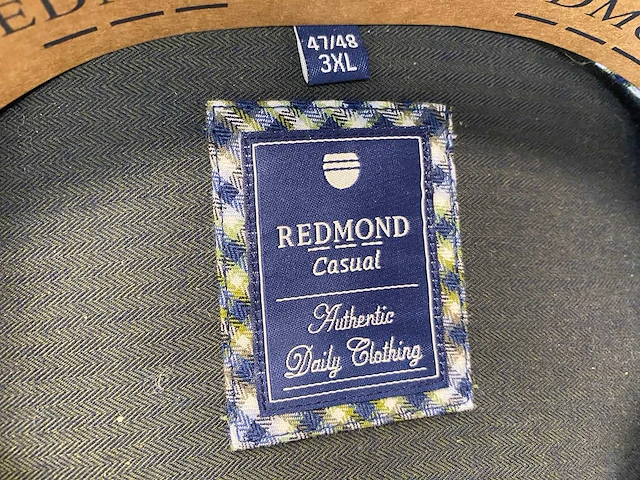 47/48
3XL
REDMOND
Casual
Authentic
Daily Clothing